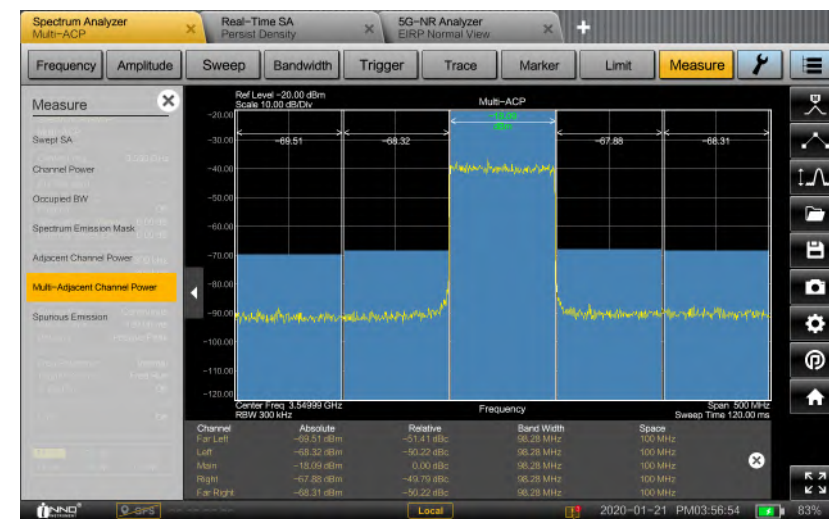 Spectrum Analyzer
Multi-ACP
Real-Time SA
Persist Density
5G-NR Analyzer
EIRP Normal View
Frequency
Amplitude
Sweep
Bandwidth
Trigger
Trace
Marker
Limit
Measure
Measure
Swept SA
Channel Power
Occupied BW
Spectrum Emission Mask
Adjacent Channel Power
Multi-Adjacent Channel Power
Spurious Emission
Ref Level -20.00 dBm
Scale 10.00 dB/Div
Multi-ACP
-20.00
-30.00
-40.00
-50.00
-60.00
-70.00
-80.00
-90.00
-100.00
-110.00
-120.00
-69.51
-68.32
-67.88
-68.31
Center Freq 3.54999 GHz
RBW 300 kHz
Frequency
Span 500 MHz
Sweep Time 120.00 ms
Channel Absolute Relative Band Width Space
Far Left -69.51 dBm -51.41 dBc 98.28 MHz 100 MHz
Left -68.32 dBm -50.22 dBc 98.28 MHz 100 MHz
Main -18.09 dBm 0.00 dBc 98.28 MHz 100 MHz
Right -67.88 dBm -49.79 dBc 98.28 MHz 100 MHz
Far Right -68.31 dBm -50.22 dBc 98.28 MHz 100 MHz
INNO
INSTRUMENT
GPS
Local
2020-01-21 PM03:56:54
83%